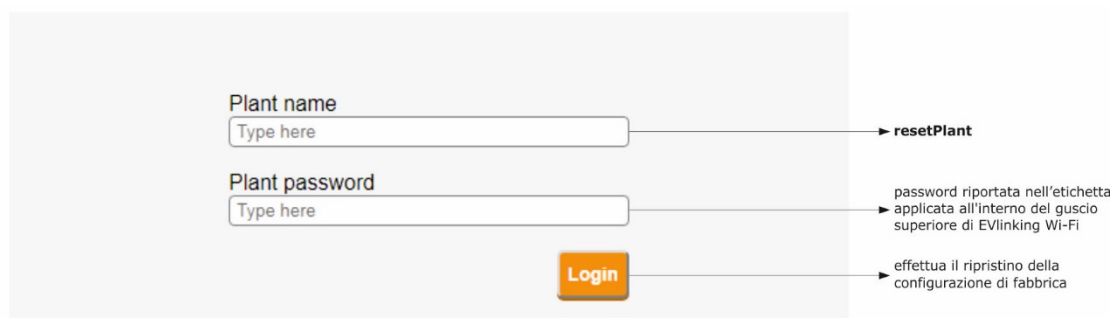 Plant name
Type here
resetPlant
Plant password
Type here
password riportata nell'etichetta
applicata all'interno del guscio
superiore di EVlinking Wi-Fi
Login
effettua il ripristino della
configurazione di fabbrica